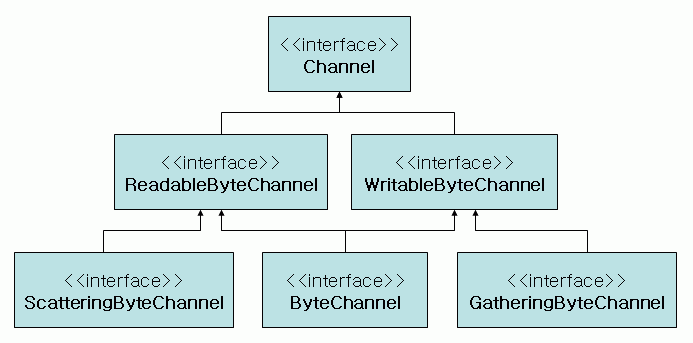 <<interface>>
Channel
<<interface>>
ReadableByteChannel
<<interface>>
WritableByteChannel
<<interface>>
ScatteringByteChannel
<<interface>>
ByteChannel
<<interface>>
GatheringByteChannel